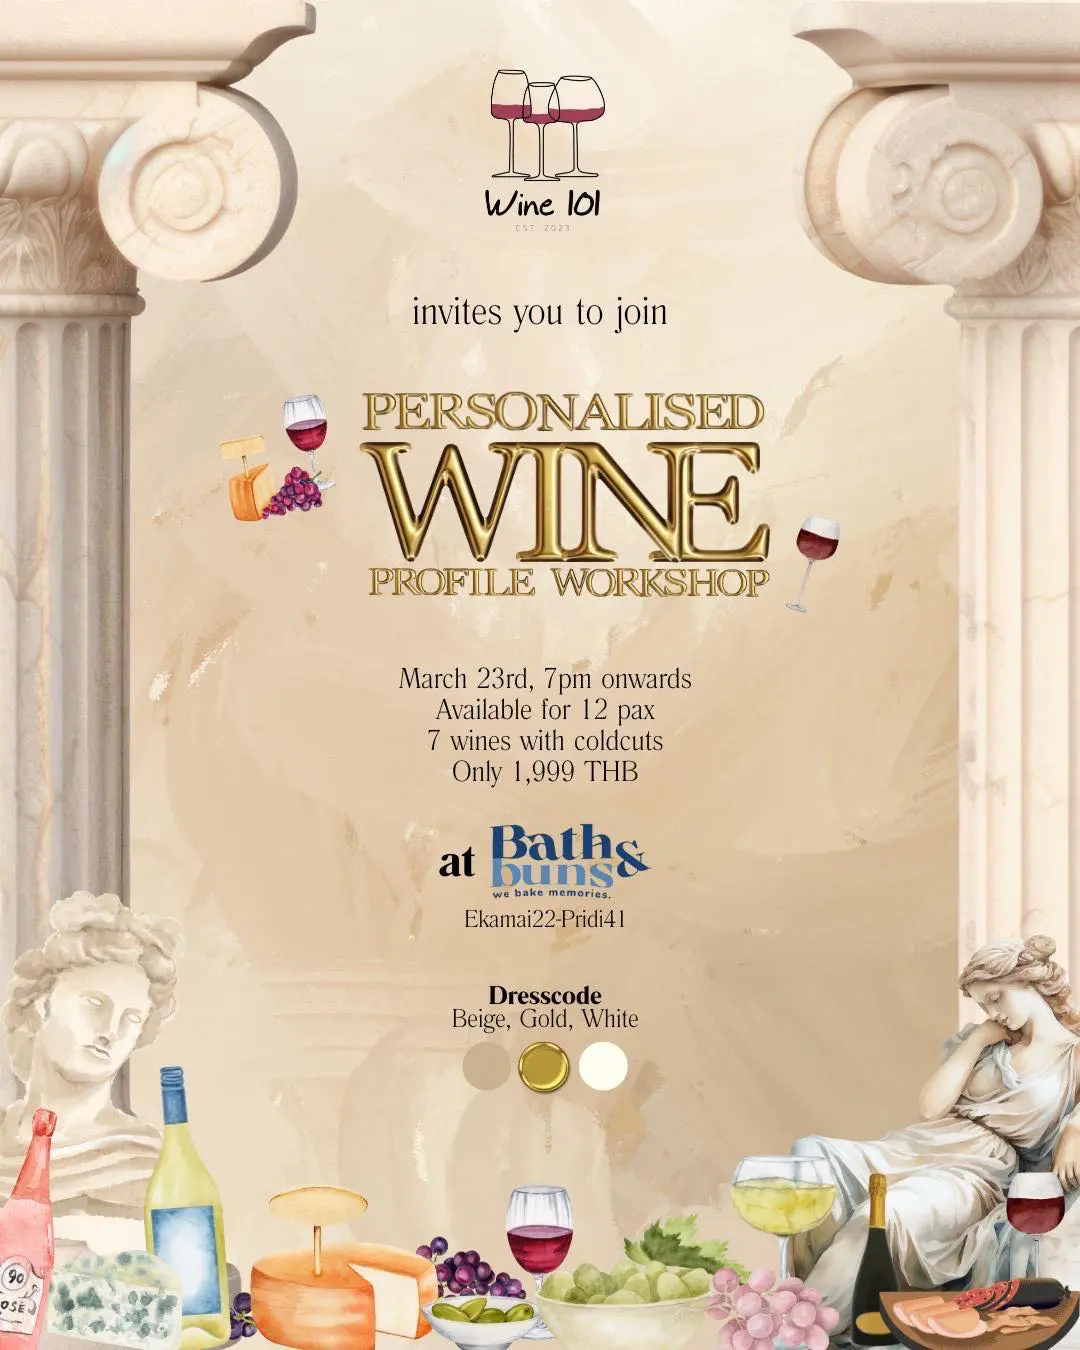 Wine 101
EST 2023
invites you to join
PERSONALISED
WINE
PROFILE WORKSHOP
March 23rd, 7pm onwards
Available for 12 pax
7 wines with coldcuts
Only 1,999 THB
at Bath &
buns
we bake memories.
Ekamai22-Pridi41
Dresscode
Beige, Gold, White
90
OSE